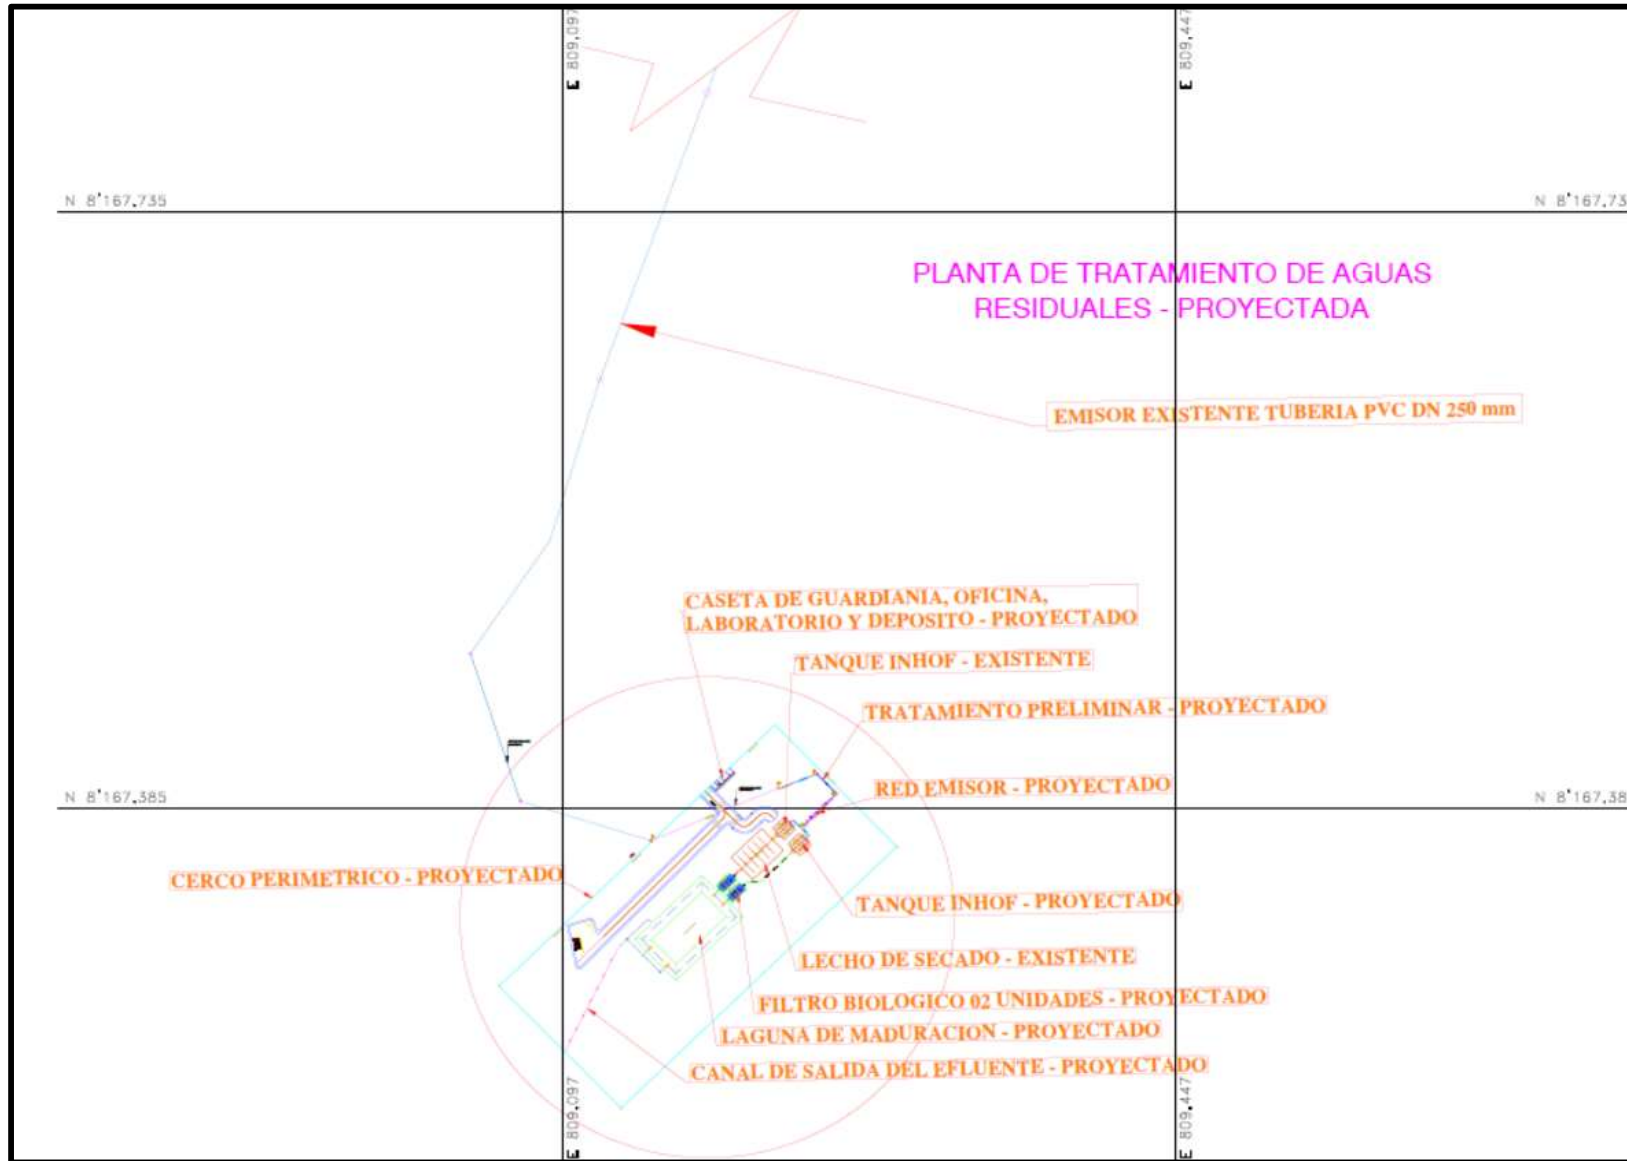 E 809.097
E 809.447
N 8'167.735
N 8'167.73
PLANTA DE TRATAMIENTO DE AGUAS
RESIDUALES - PROYECTADA
EMISOR EXISTENTE TUBERIA PVC DN 250 mm
CASETA DE GUARDIANIA, OFICINA,
LABORATORIO Y DEPOSITO - PROYECTADO
TANQUE INHOF - EXISTENTE
TRATAMIENTO PRELIMINAR - PROYECTADO
RED EMISOR - PROYECTADO
N 8'167.385
N 8'167.38
CERCO PERIMETRICO - PROYECTADO
TANQUE INHOF - PROYECTADO
LECHO DE SECADO - EXISTENTE
FILTRO BIOLOGICO 02 UNIDADES - PROYECTADO
LAGUNA DE MADURACION - PROYECTADO
CANAL DE SALIDA DEL EFLUENTE - PROYECTADO
E 809.097
E 809.447